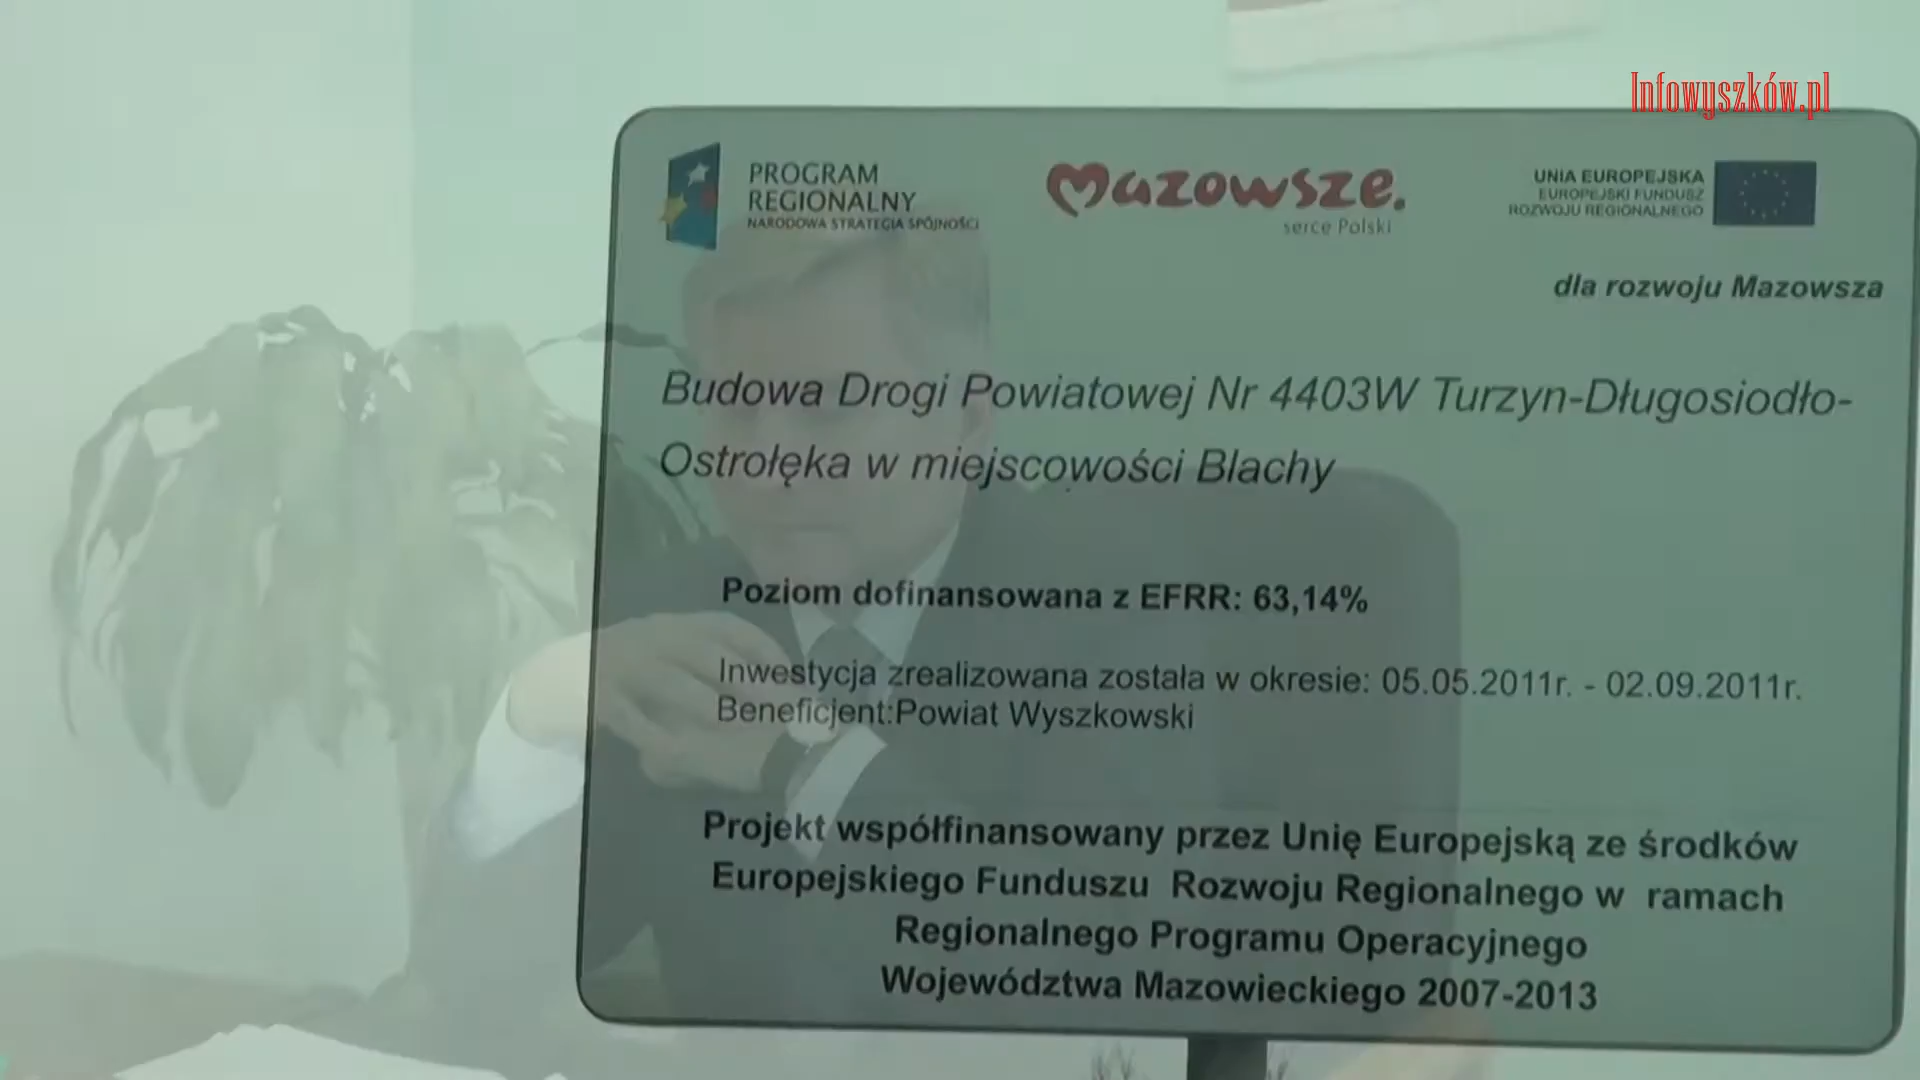 Infowyszków.pl
PROGRAM
REGIONALNY
NARODOWA STRATEGIA SPÓJNOŚCI
Mazowsze.
serce Polski
UNIA EUROPEJSKA
EUROPEJSKI FUNDUSZ
ROZWOJU REGIONALNEGO
dla rozwoju Mazowsza
Budowa Drogi Powiatowej Nr 4403W Turzyn-Długosiodło-
Ostrołęka w miejscowości Blachy
Poziom dofinansowana z EFRR: 63,14%
Inwestycja zrealizowana została w okresie: 05.05.2011r. - 02.09.2011r.
Beneficjent:Powiat Wyszkowski
Projekt współfinansowany przez Unię Europejską ze środków
Europejskiego Funduszu Rozwoju Regionalnego w ramach
Regionalnego Programu Operacyjnego
Województwa Mazowieckiego 2007-2013